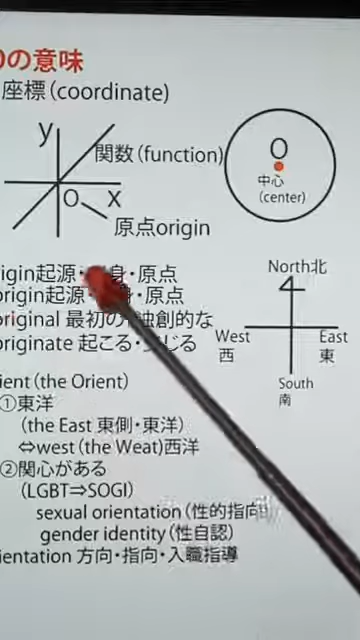 の意味
座標(coordinate)
y
関数(function)
O
x
原点origin
O
中心
(center)
igin起源・身・原点
origin起源・身・原点
original 最初の・独創的な
originate 起こる・生じる
North北
West
西
East
東
South
南
ient(the Orient)
①東洋
(the East 東側・東洋)
⇔west(the Weat)西洋
②関心がある
(LGBT⇒SOGI)
sexual orientation(性的指向)
gender identity(性自認)
ientation 方向・指向・入職指導